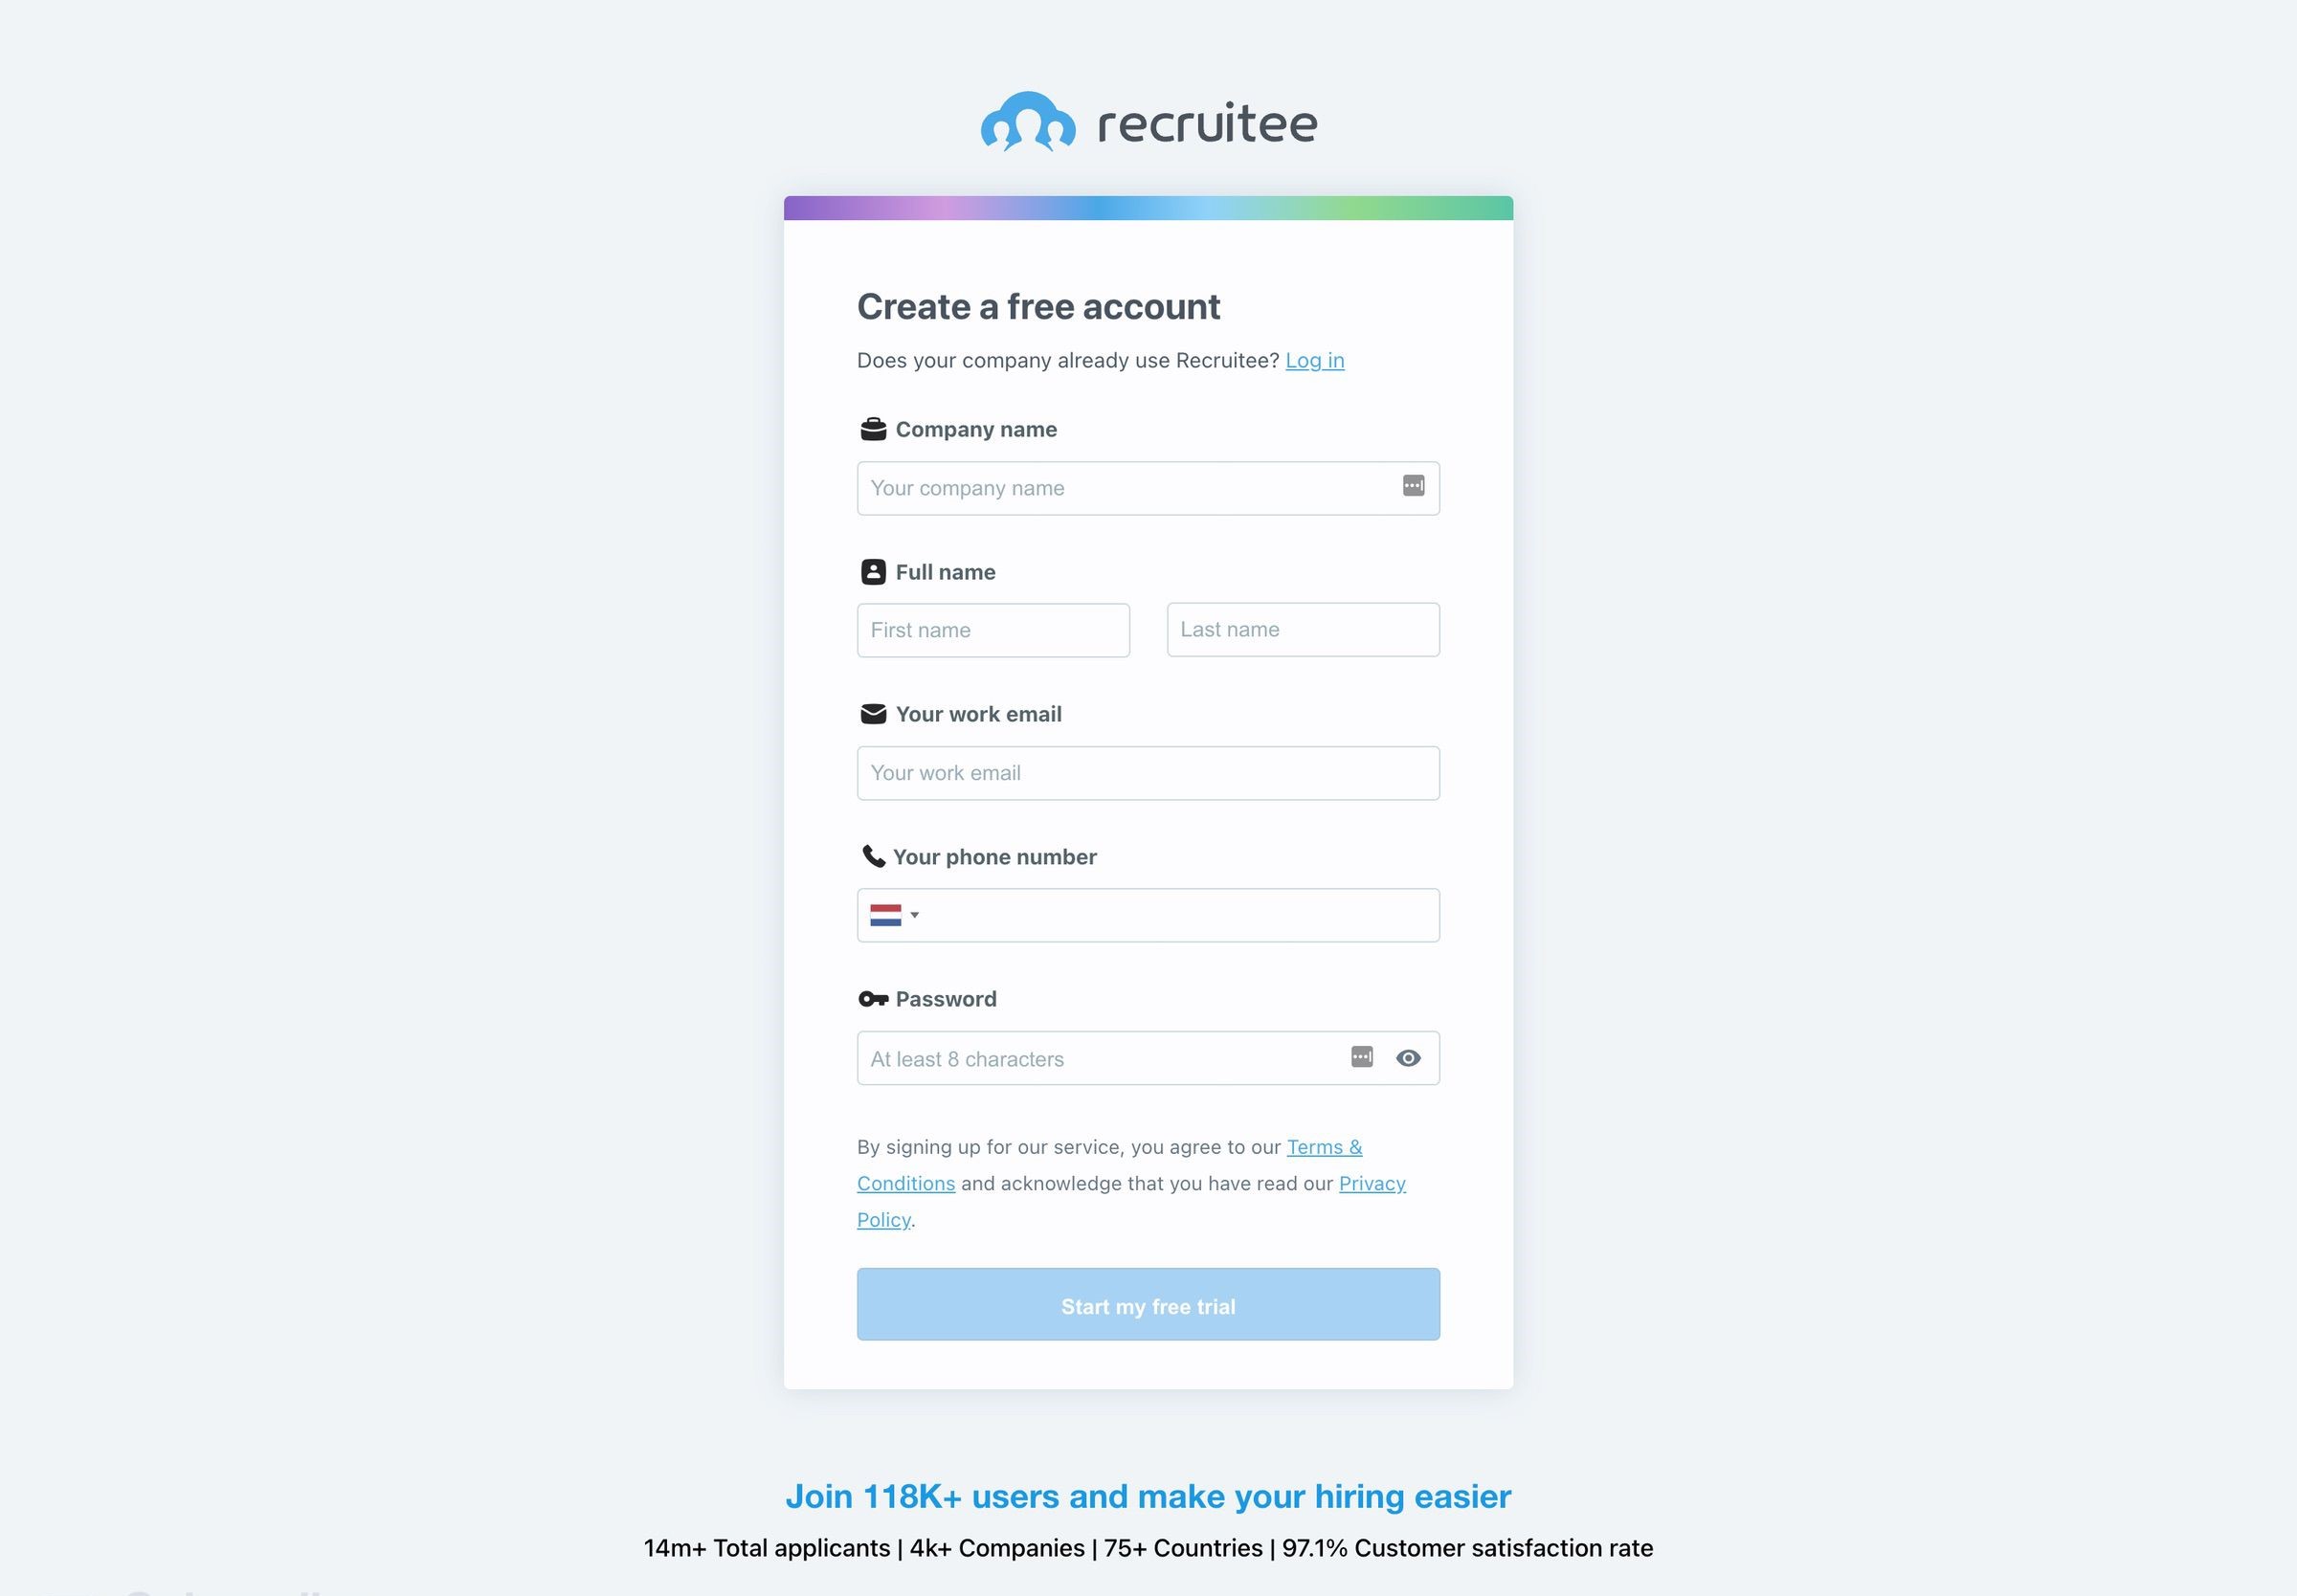 recruitee
Create a free account
Does your company already use Recruitee? Log in
Company name
Your company name
Full name
First name
Last name
Your work email
Your work email
Your phone number
Password
At least 8 characters
By signing up for our service, you agree to our Terms &
Conditions and acknowledge that you have read our Privacy
Policy.
Start my free trial
Join 118K+ users and make your hiring easier
14m+ Total applicants | 4k+ Companies | 75+ Countries | 97.1% Customer satisfaction rate